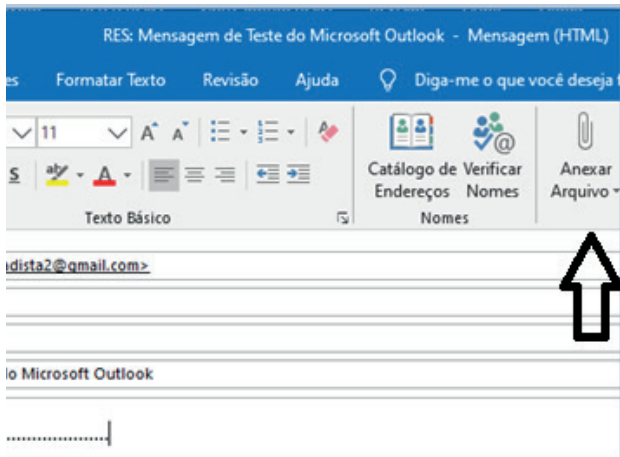 RES: Mensagem de Teste do Microsoft Outlook - Mensagem (HTML)
es Formatar Texto Revisão Ajuda Diga-me o que você deseja f
11 A A
S aby A
Catálogo de Endereços
Verificar Nomes
Anexar Arquivo
Texto Básico Nomes
adista2@gmail.com>
lo Microsoft Outlook
......................